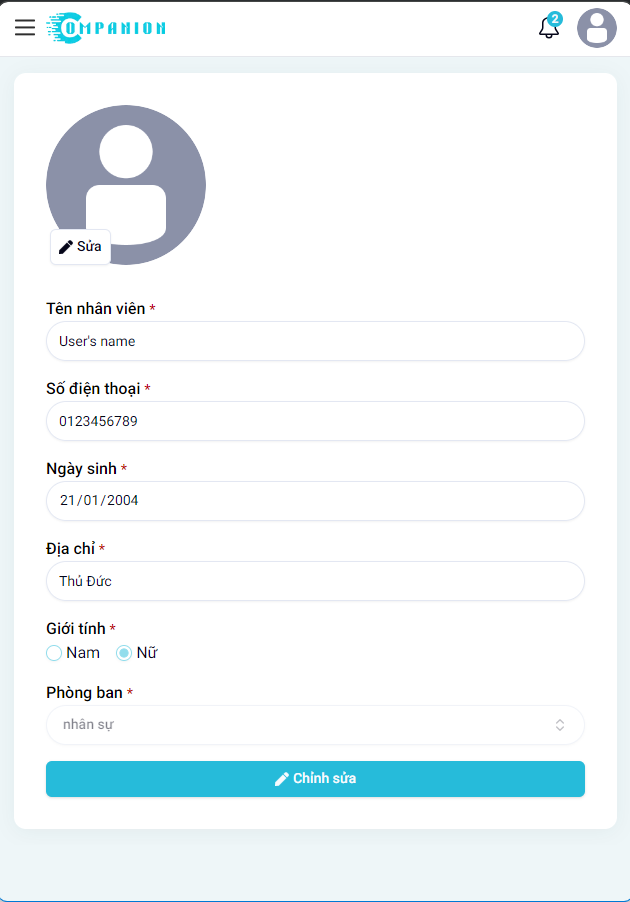 COMPANION
2
Sửa
Tên nhân viên *
User's name
Số điện thoại *
0123456789
Ngày sinh *
21/01/2004
Địa chỉ *
Thủ Đức
Giới tính *
Nam Nữ
Phòng ban *
nhân sự
Chỉnh sửa